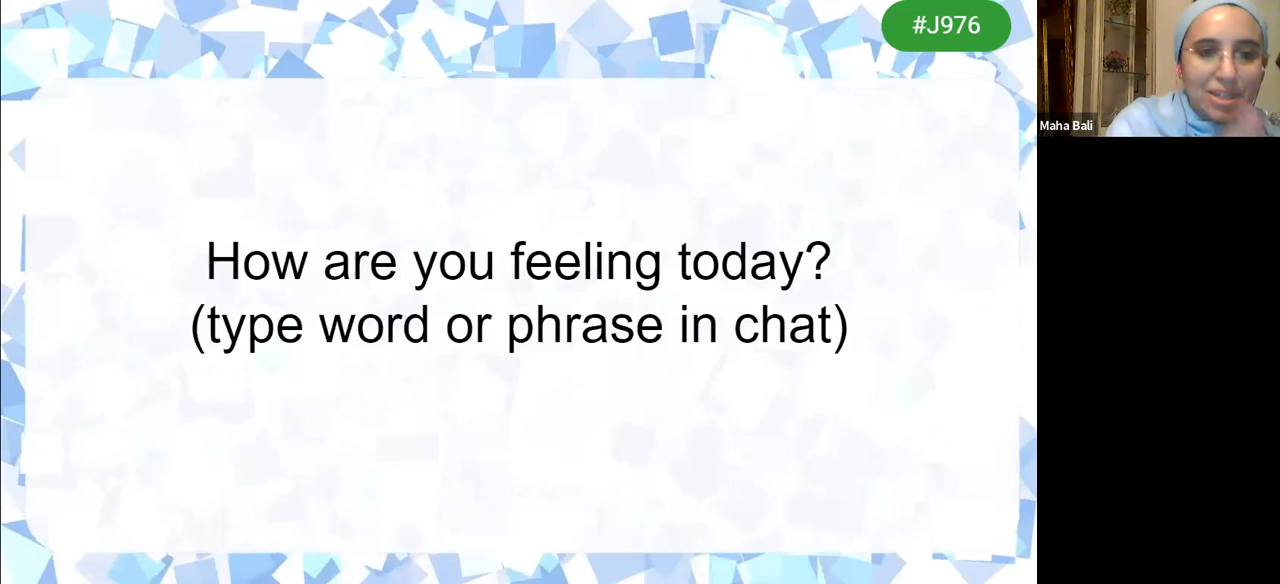 #J976
Maha Bali
How are you feeling today?
(type word or phrase in chat)